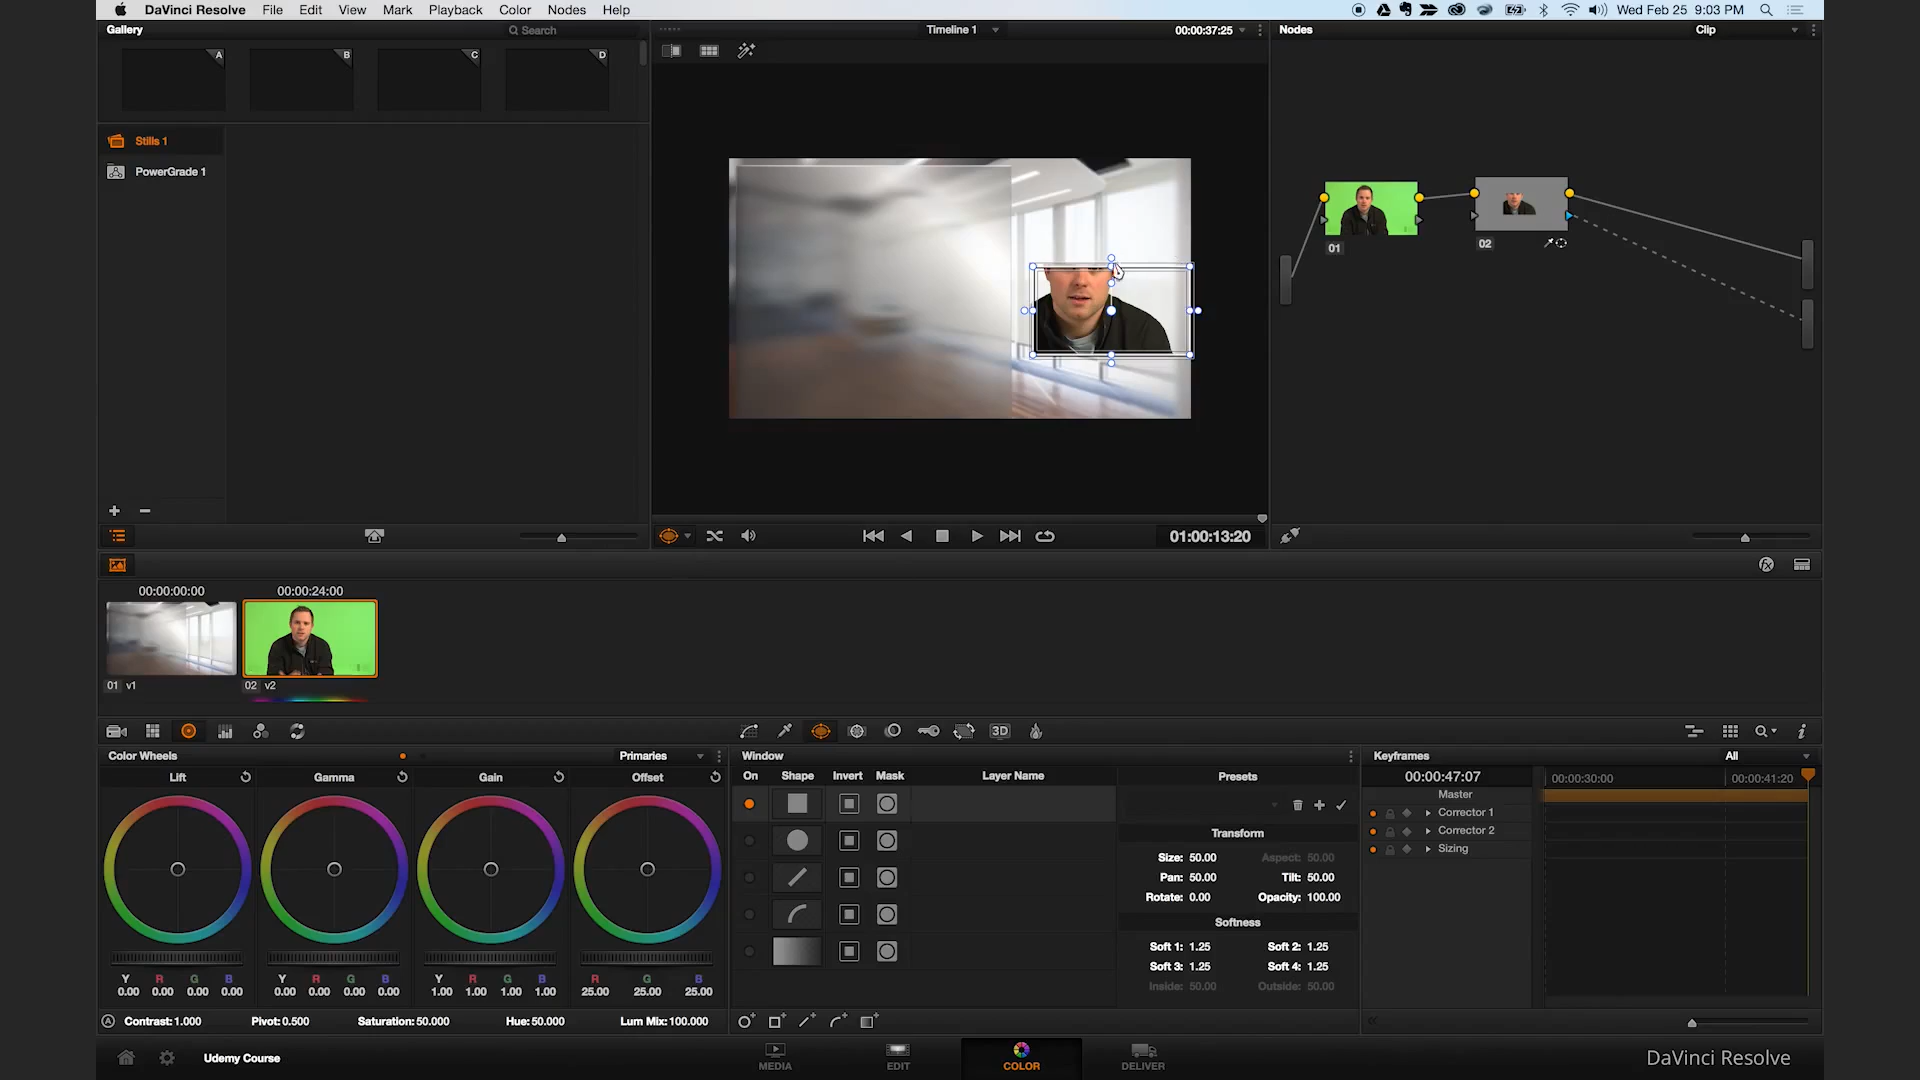 DaVinci Resolve File Edit View Mark Playback Color Nodes Help Wed Feb 25 9:03 PM
Gallery Search Timeline 1 00:00:37:25 Nodes Clip
A B C D
Stills 1
PowerGrade 1
01 02
01:00:13:20
00:00:00:00 00:00:24:00
01 v1 02 v2
3D
Color Wheels Primaries Window Keyframes All
Lift Gamma Gain Offset On Shape Invert Mask Layer Name Presets 00:00:47:07 00:00:30:00 00:00:41:20
Master
Corrector 1
Corrector 2
Sizing
Transform
Size: 50.00 Aspect: 50.00
Pan: 50.00 Tilt: 50.00
Rotate: 0.00 Opacity: 100.00
Softness
Soft 1: 1.25 Soft 2: 1.25
Soft 3: 1.25 Soft 4: 1.25
Inside: 50.00 Outside: 50.00
Y R G B Y R G B Y R G B R G B
0.00 0.00 0.00 0.00 0.00 0.00 0.00 0.00 1.00 1.00 1.00 1.00 25.00 25.00 25.00
A Contrast: 1.000 Pivot: 0.500 Saturation: 50.000 Hue: 50.000 Lum Mix: 100.000
Udemy Course MEDIA EDIT COLOR DELIVER DaVinci Resolve